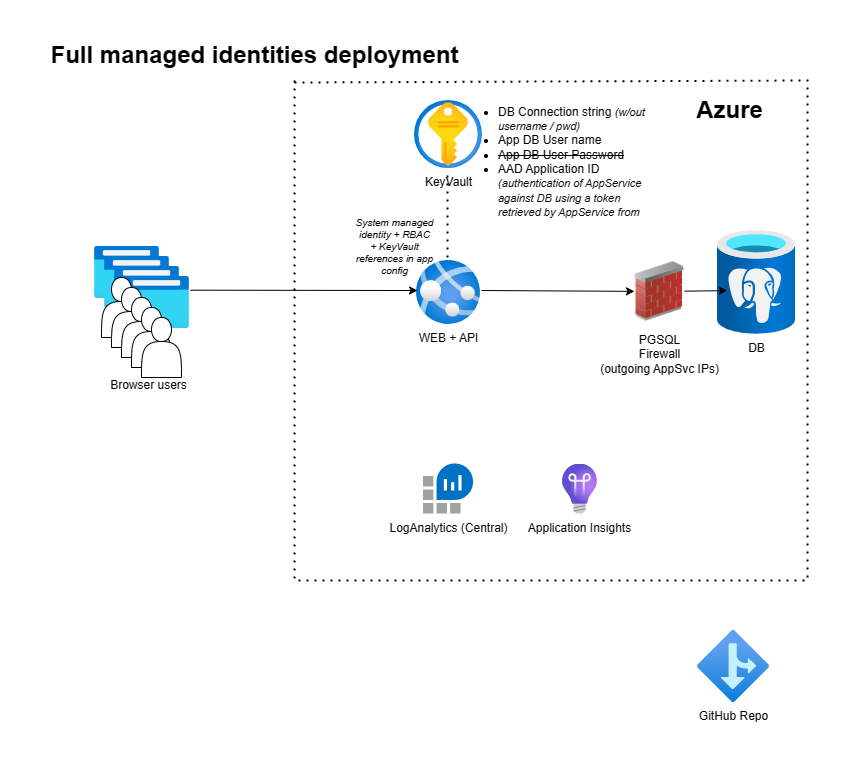 Full managed identities deployment
Azure
DB Connection string (w/out
username / pwd)
App DB User name
App DB User Password
AAD Application ID
(authentication of AppService
against DB using a token
retrieved by AppService from
KeyVault
System managed
identity + RBAC
+ KeyVault
references in app
config
WEB + API
PGSQL
Firewall
(outgoing AppSvc IPs)
DB
Browser users
LogAnalytics (Central)
Application Insights
GitHub Repo